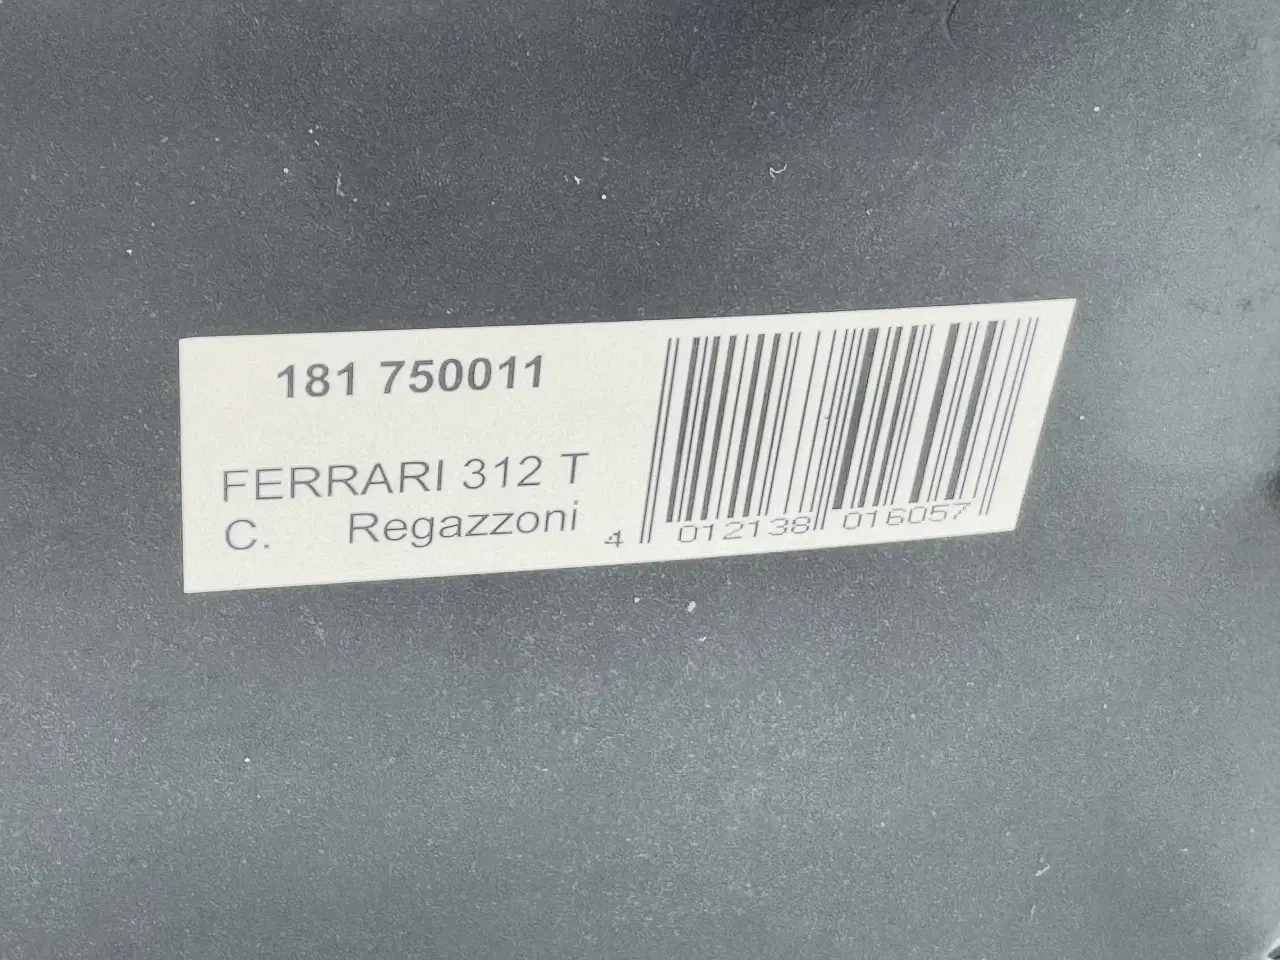 181 750011
FERRARI 312 T
C. Regazzoni
4 012138 016057